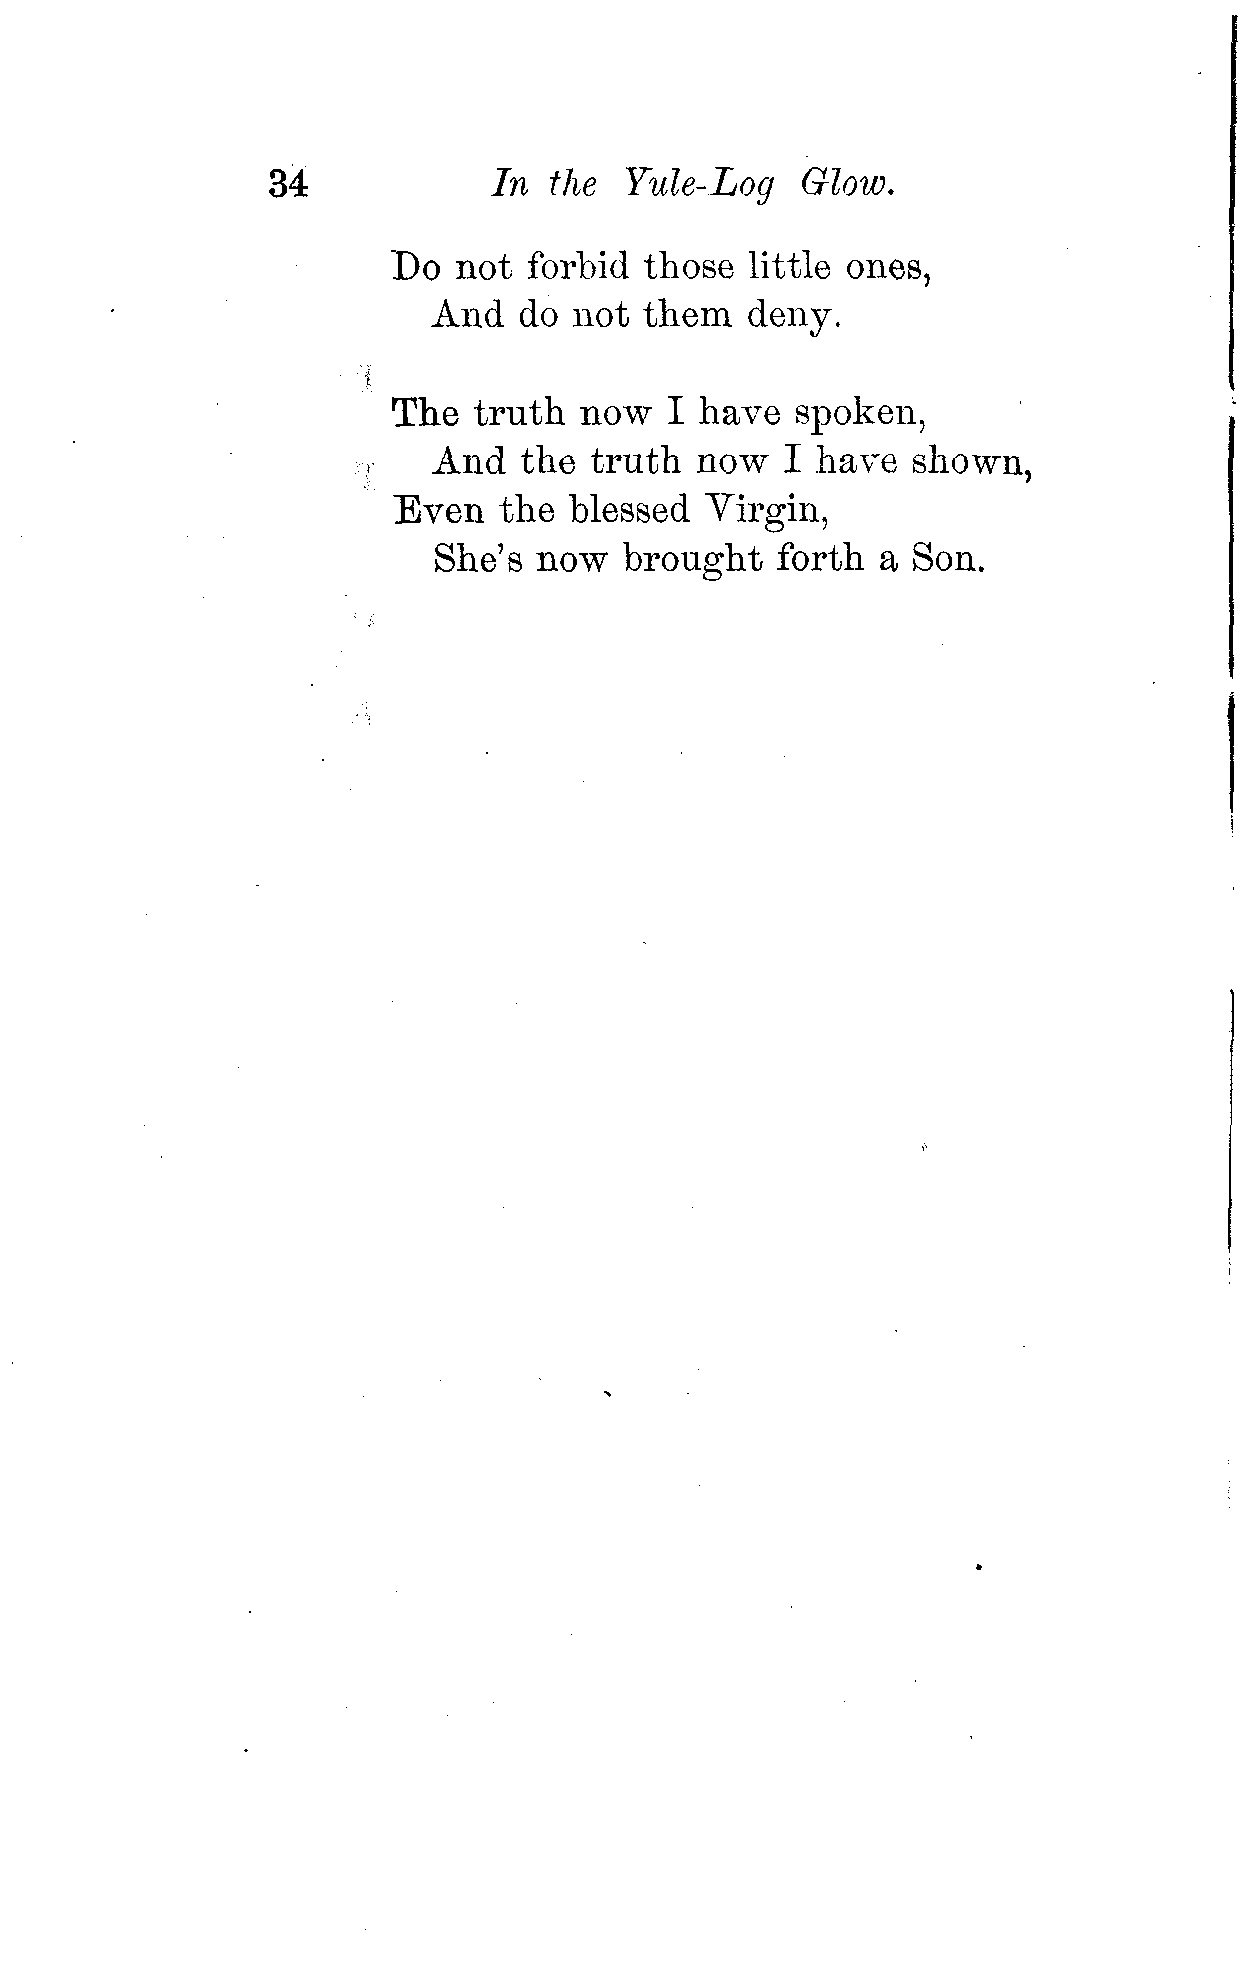 34 In the Yule-Log Glow.
Do not forbid those little ones,
And do not them deny.
The truth now I have spoken,
And the truth now I have shown,
Even the blessed Virgin,
She's now brought forth a Son.